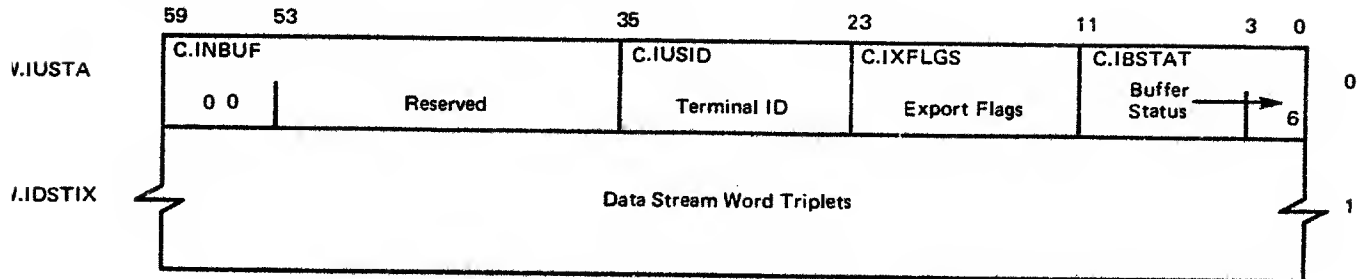 59 53 35 23 11 3 0
C.INBUF C.IUSID C.IXFLGS C.IBSTAT
.IUSTA 0 0 Reserved Terminal ID Export Flags Buffer Status 6 0
.IDSTIX Data Stream Word Triplets 1